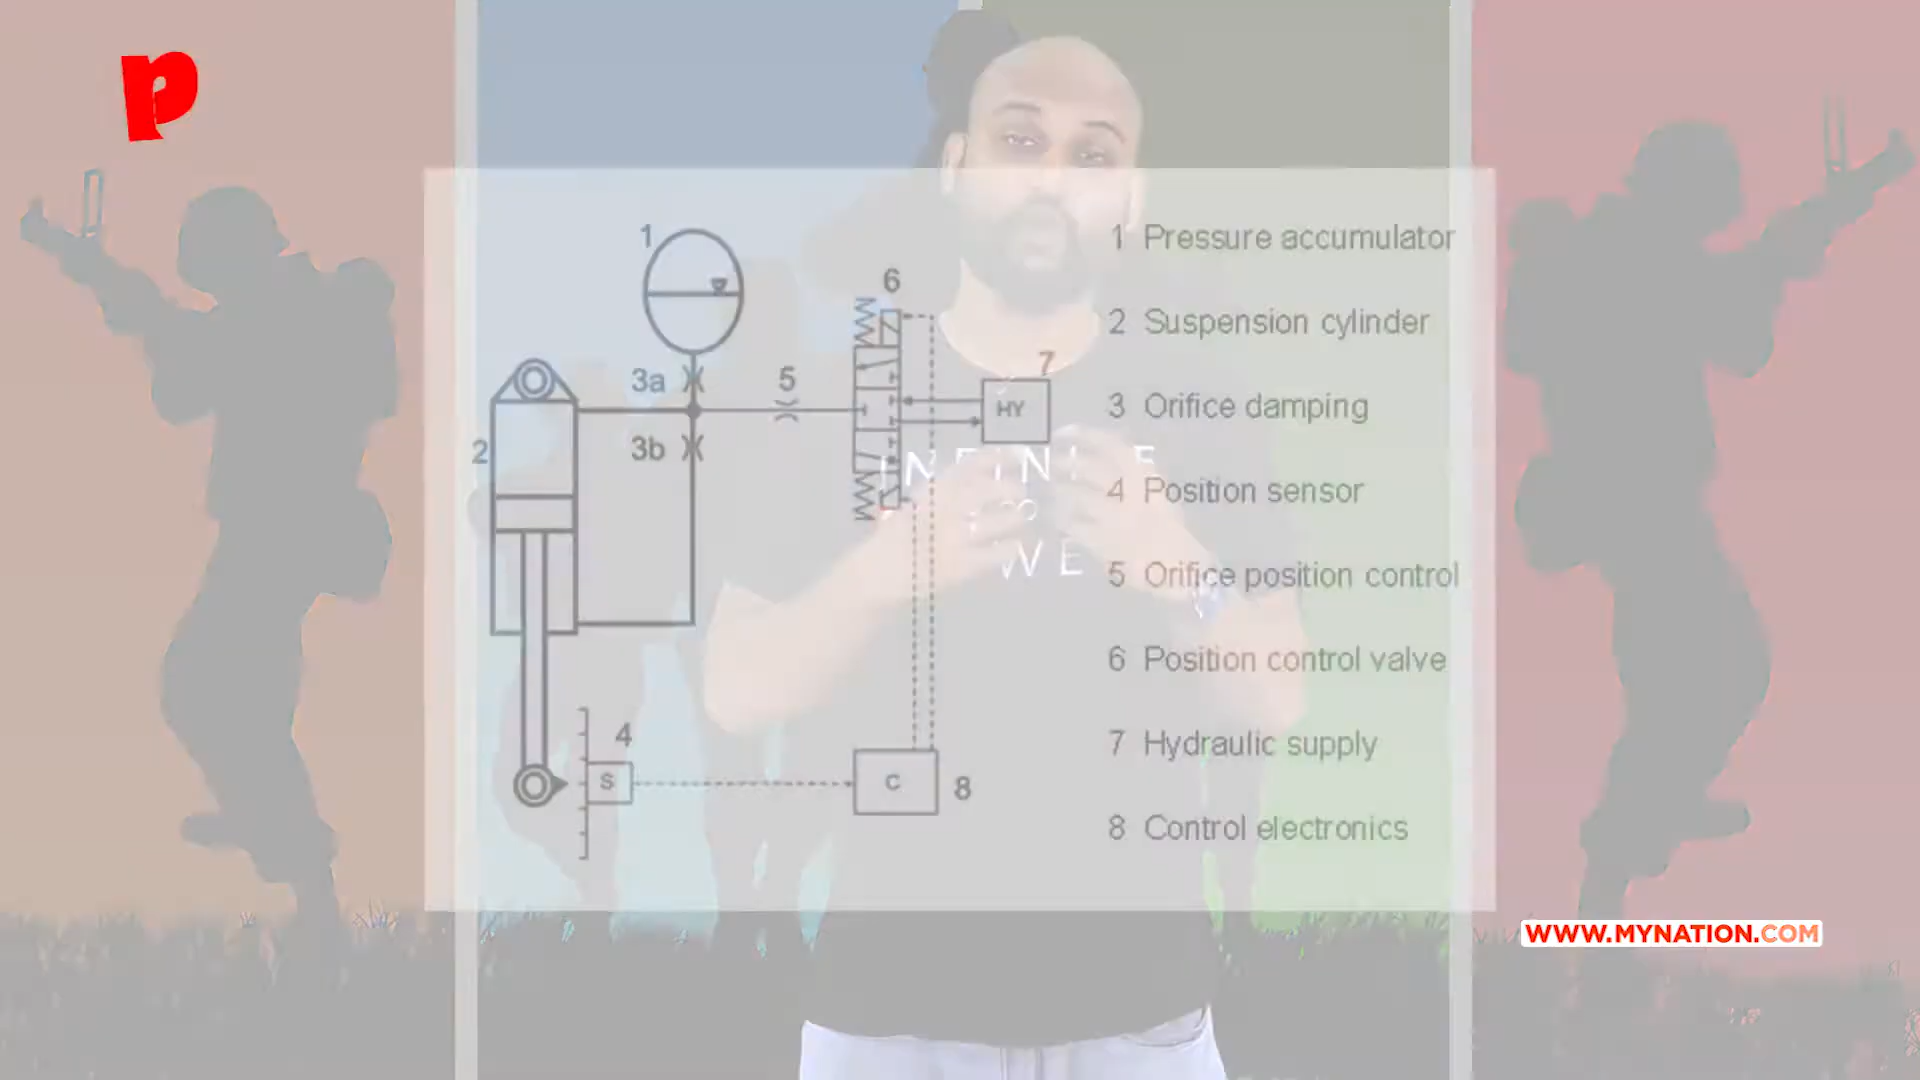 p
1
6
7
3a
5
HY
2
3b
4
S
C
8
1 Pressure accumulator
2 Suspension cylinder
3 Orifice damping
4 Position sensor
5 Orifice position control
6 Position control valve
7 Hydraulic supply
8 Control electronics
WWW.MYNATION.COM